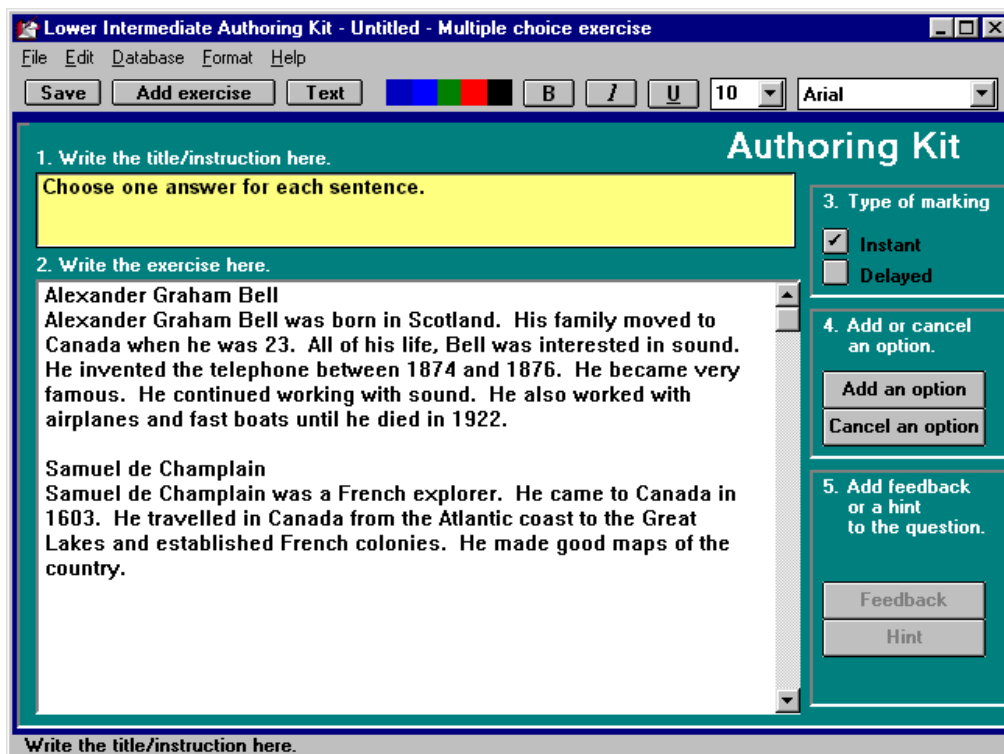 Lower Intermediate Authoring Kit - Untitled - Multiple choice exercise
File Edit Database Format Help
Save Add exercise Text B I U 10 Arial
Authoring Kit
1. Write the title/instruction here.
Choose one answer for each sentence.
2. Write the exercise here.
Alexander Graham Bell
Alexander Graham Bell was born in Scotland. His family moved to
Canada when he was 23. All of his life, Bell was interested in sound.
He invented the telephone between 1874 and 1876. He became very
famous. He continued working with sound. He also worked with
airplanes and fast boats until he died in 1922.
Samuel de Champlain
Samuel de Champlain was a French explorer. He came to Canada in
1603. He travelled in Canada from the Atlantic coast to the Great
Lakes and established French colonies. He made good maps of the
country.
3. Type of marking
Instant
Delayed
4. Add or cancel
an option.
Add an option
Cancel an option
5. Add feedback
or a hint
to the question.
Feedback
Hint
Write the title/instruction here.